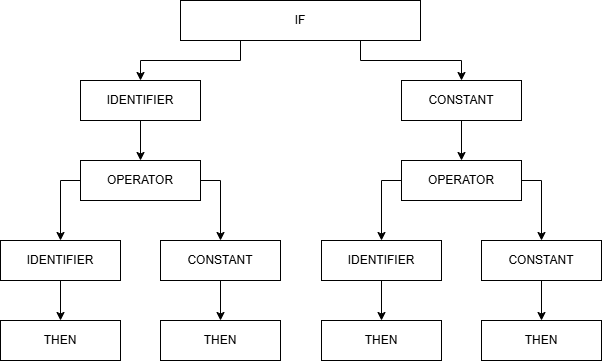 IF
IDENTIFIER
CONSTANT
OPERATOR
OPERATOR
IDENTIFIER
CONSTANT
IDENTIFIER
CONSTANT
THEN
THEN
THEN
THEN